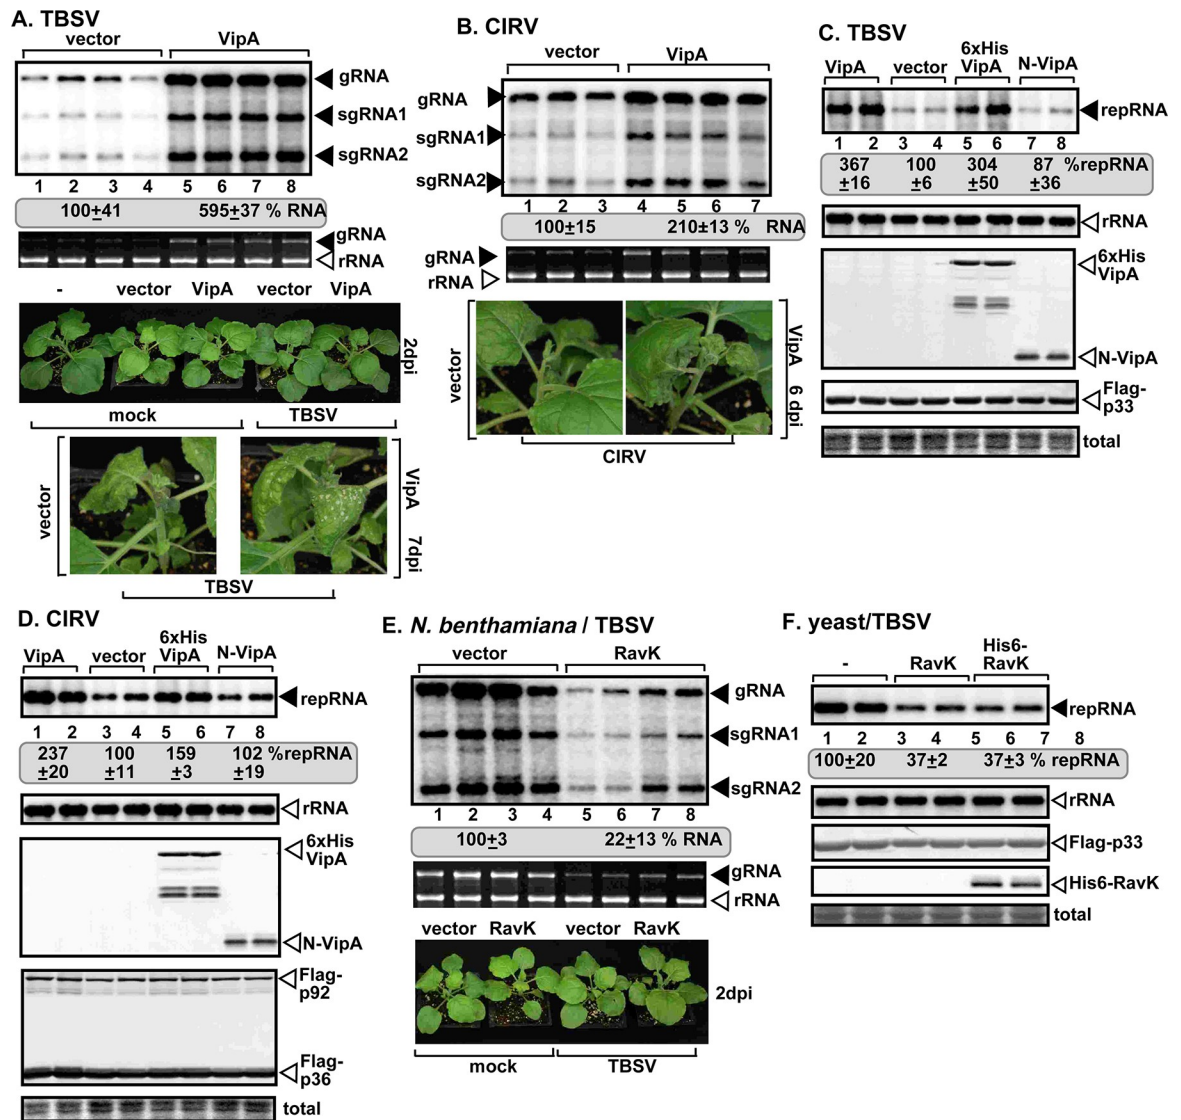 A. TBSV
vector VipA
gRNA
sgRNA1
sgRNA2
1 2 3 4 5 6 7 8
100±41 595±37 % RNA
gRNA
rRNA
- vector VipA vector VipA
2dpi
mock TBSV
vector
VipA 7dpi
TBSV
B. CIRV
vector VipA
gRNA
sgRNA1
sgRNA2
1 2 3 4 5 6 7
100±15 210±13 % RNA
gRNA
rRNA
vector
VipA 6 dpi
CIRV
C. TBSV
6xHis
VipA vector VipA N-VipA
repRNA
1 2 3 4 5 6 7 8
367 100 304 87 %repRNA
±16 ±6 ±50 ±36
rRNA
6xHis
VipA
N-VipA
Flag-
p33
total
D. CIRV
6xHis
VipA vector VipA N-VipA
repRNA
1 2 3 4 5 6 7 8
237 100 159 102 %repRNA
±20 ±11 ±3 ±19
rRNA
6xHis
VipA
N-VipA
Flag-
p92
Flag-
p36
total
E. N. benthamiana / TBSV
vector RavK
gRNA
sgRNA1
sgRNA2
1 2 3 4 5 6 7 8
100±3 22±13 % RNA
gRNA
rRNA
vector RavK vector RavK
2dpi
mock TBSV
F. yeast/TBSV
His6-
- RavK RavK
repRNA
1 2 3 4 5 6 7 8
100±20 37±2 37±3 % repRNA
rRNA
Flag-p33
His6-RavK
total